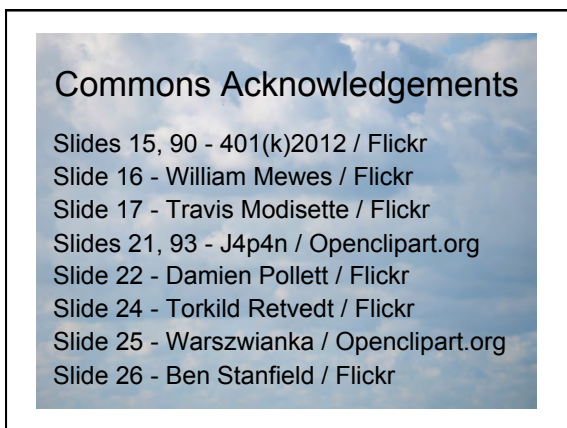 Commons Acknowledgements
Slides 15, 90 - 401(k)2012 / Flickr
Slide 16 - William Mewes / Flickr
Slide 17 - Travis Modisette / Flickr
Slides 21, 93 - J4p4n / Openclipart.org
Slide 22 - Damien Pollett / Flickr
Slide 24 - Torkild Retvedt / Flickr
Slide 25 - Warszwianka / Openclipart.org
Slide 26 - Ben Stanfield / Flickr